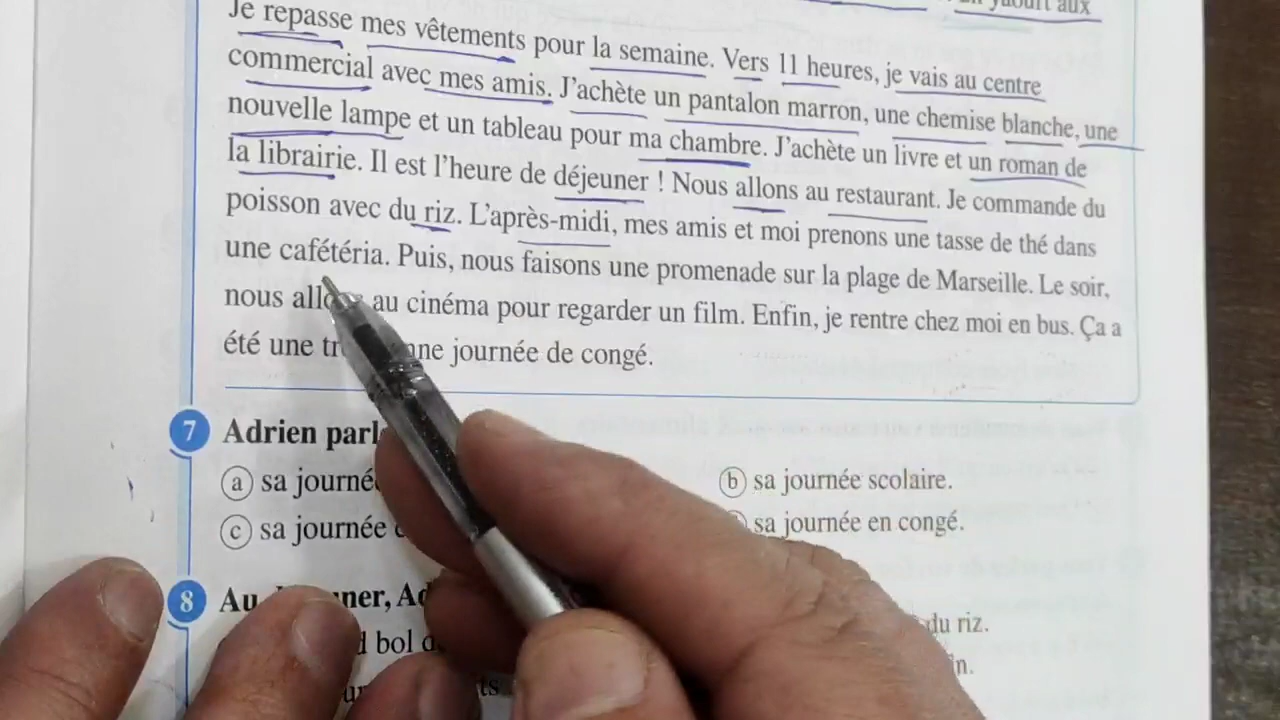 yaourt aux
Je repasse mes vêtements pour la semaine. Vers 11 heures, je vais au centre
commercial avec mes amis. J'achète un pantalon marron, une chemise blanche, une
nouvelle lampe et un tableau pour ma chambre. J'achète un livre et un roman de
la librairie. Il est l'heure de déjeuner ! Nous allons au restaurant. Je commande du
poisson avec du riz. L'après-midi, mes amis et moi prenons une tasse de thé dans
une cafétéria. Puis, nous faisons une promenade sur la plage de Marseille. Le soir,
nous au cinéma pour regarder un film. Enfin, je rentre chez moi en bus. Ça a
été une journée de congé.
7 Adrien
a sa b sa journée scolaire.
c sa journée sa journée en congé.
8 Au
bol du riz.